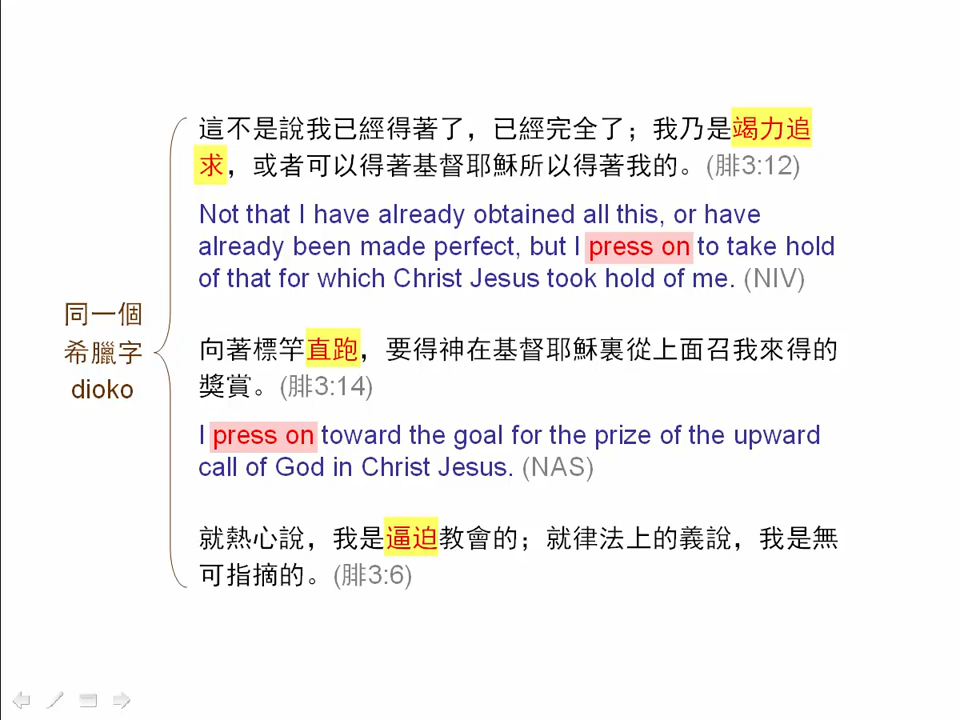 這不是說我已經得著了，已經完全了；我乃是竭力追
求，或者可以得著基督耶穌所以得著我的。(腓3:12)
Not that I have already obtained all this, or have
already been made perfect, but I press on to take hold
of that for which Christ Jesus took hold of me. (NIV)
同一個
希臘字
dioko
向著標竿直跑，要得神在基督耶穌裏從上面召我來得的
獎賞。(腓3:14)
I press on toward the goal for the prize of the upward
call of God in Christ Jesus. (NAS)
就熱心說，我是逼迫教會的；就律法上的義說，我是無
可指摘的。(腓3:6)